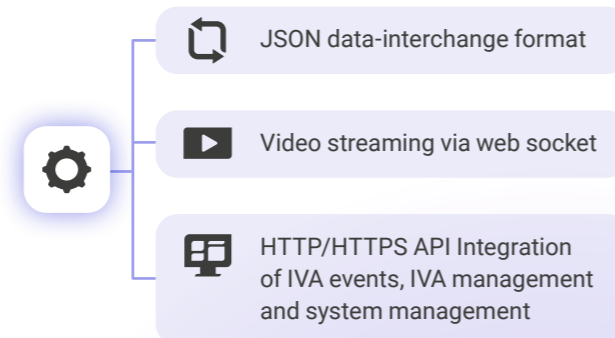 JSON data-interchange format
Video streaming via web socket
HTTP/HTTPS API Integration
of IVA events, IVA management
and system management